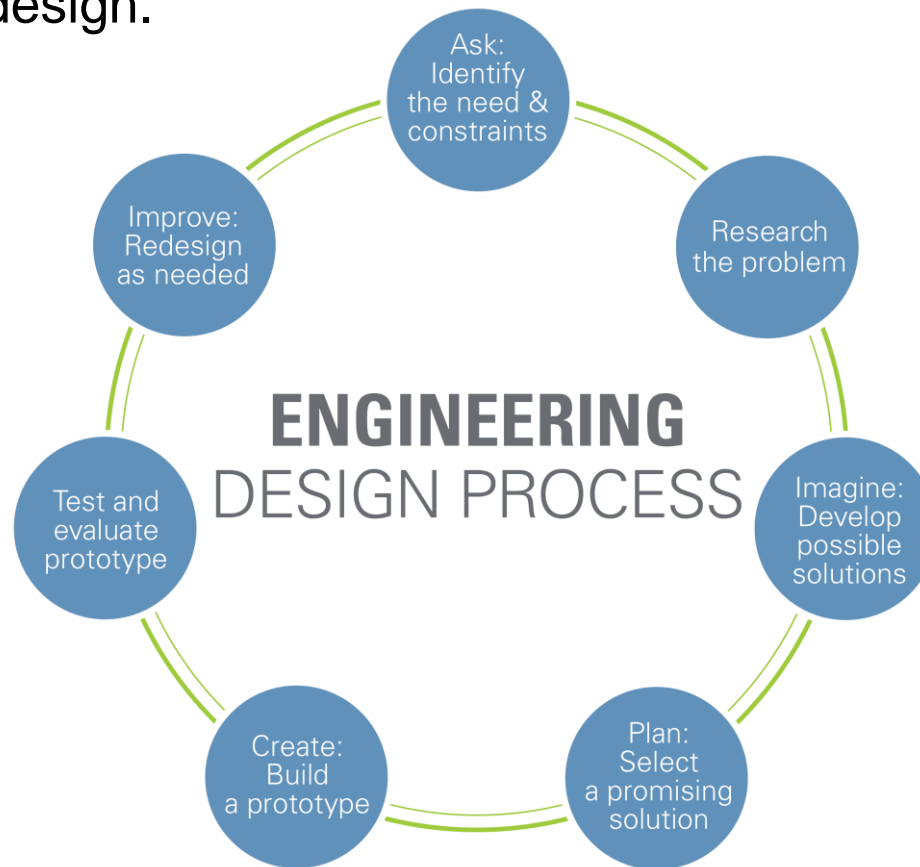 design.
Ask:
Identify
the need &
constraints
Research
the problem
Imagine:
Develop
possible
solutions
Plan:
Select
a promising
solution
Create:
Build
a prototype
Test and
evaluate
prototype
Improve:
Redesign
as needed
ENGINEERING
DESIGN PROCESS